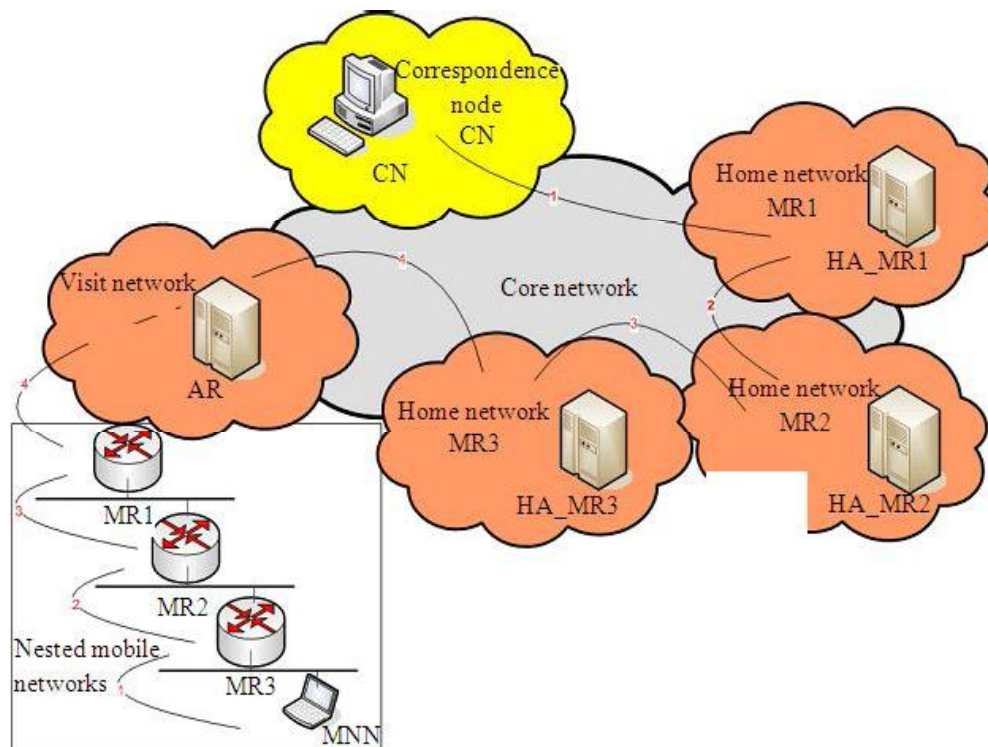 Correspondence
node
CN
CN
1
Home network
MR1
HA_MR1
Visit network
AR
4
Core network
2
3
Home network
MR3
HA_MR3
Home network
MR2
HA_MR2
4
MR1
3
MR2
2
Nested mobile
networks
MR3
1
MNN